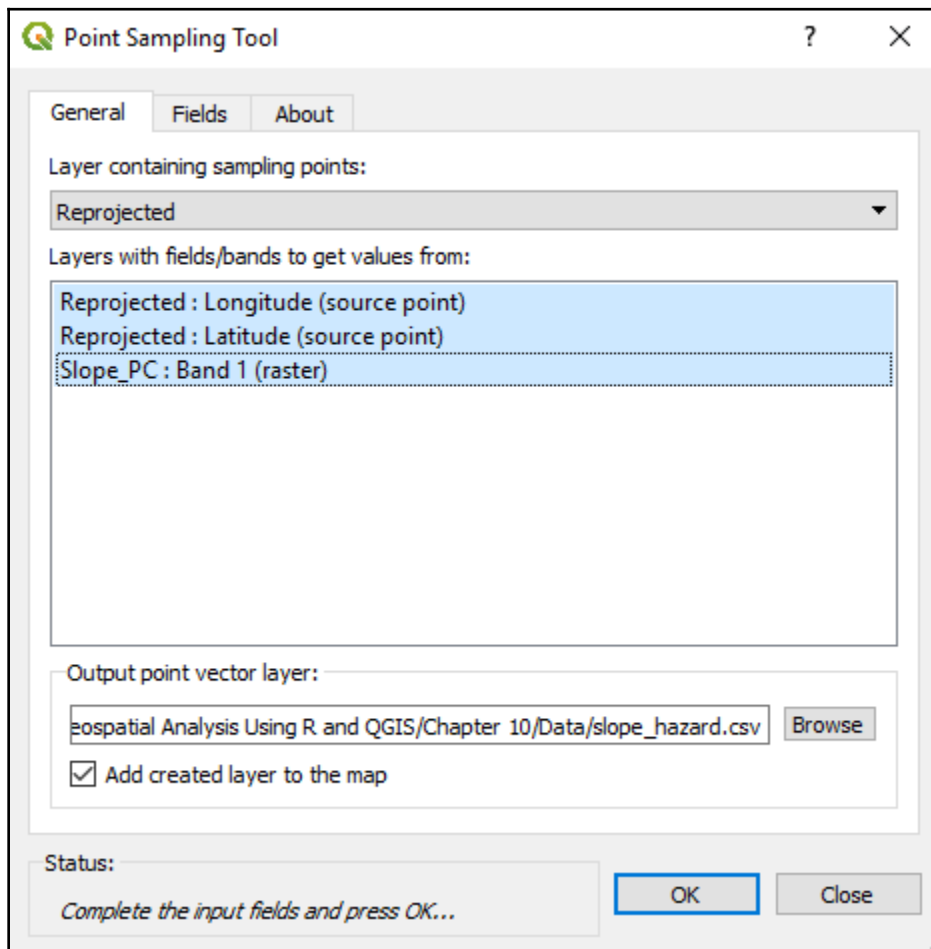 Point Sampling Tool
?
General
Fields
About
Layer containing sampling points:
Reprojected
Layers with fields/bands to get values from:
Reprojected : Longitude (source point)
Reprojected : Latitude (source point)
Slope_PC : Band 1 (raster)
Output point vector layer:
eospatial Analysis Using R and QGIS/Chapter 10/Data/slope_hazard.csv
Browse
Add created layer to the map
Status:
Complete the input fields and press OK...
OK
Close